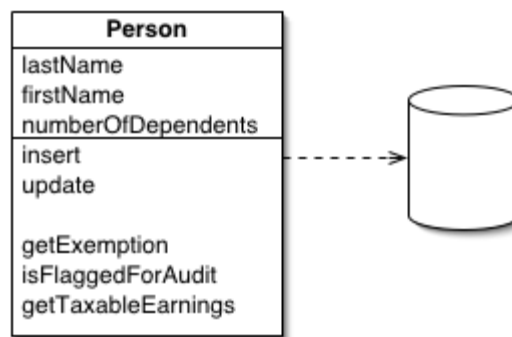 Person
lastName
firstName
numberOfDependents
insert
update
getExemption
isFlaggedForAudit
getTaxableEarnings